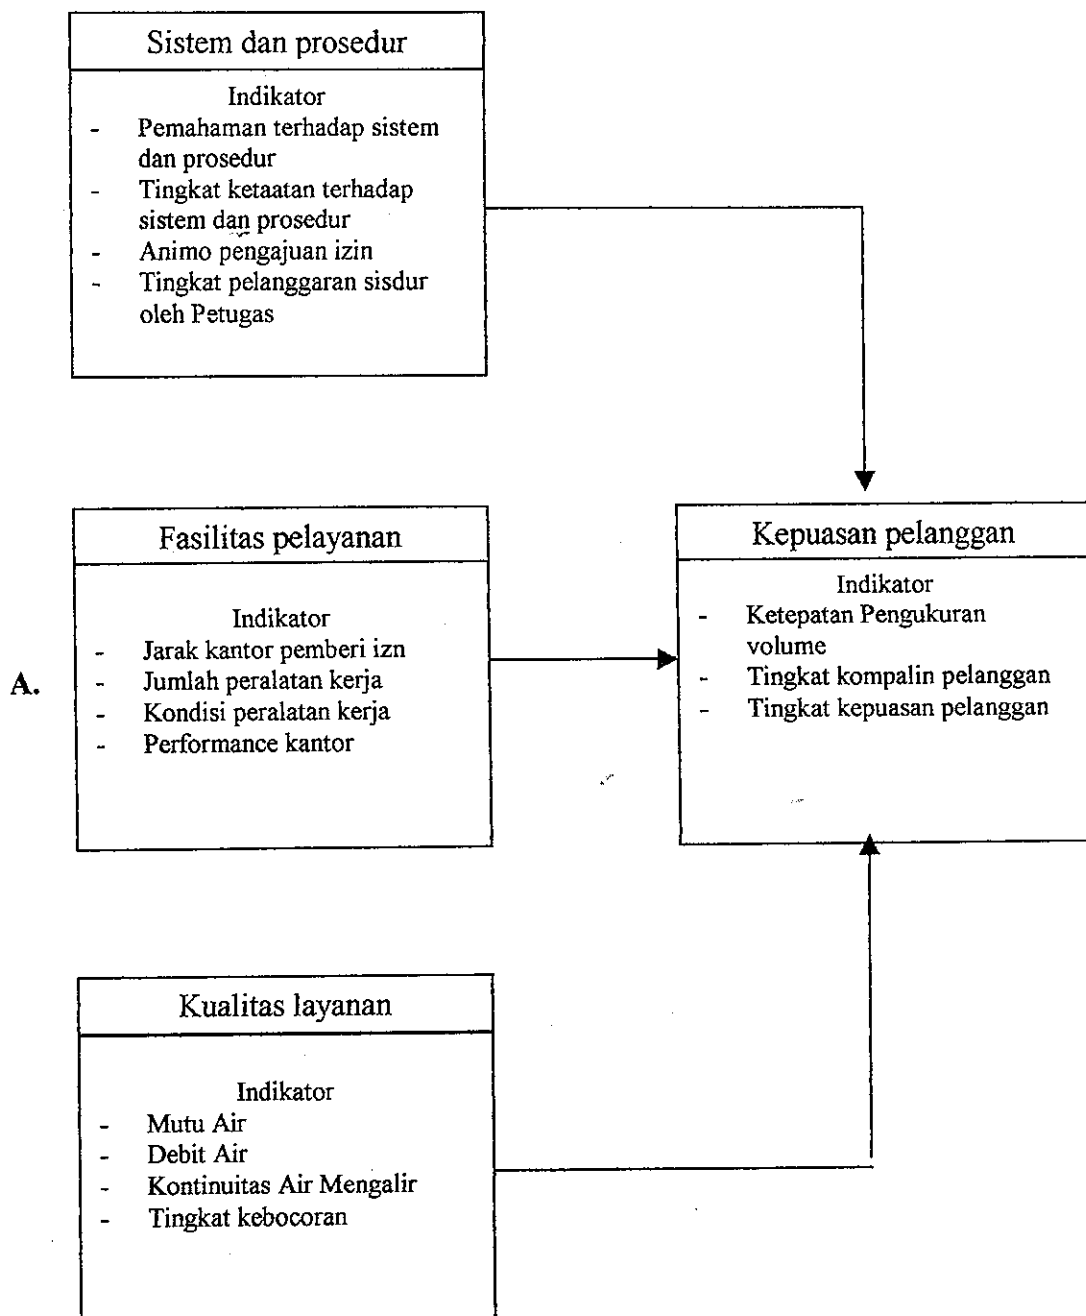 Sistem dan prosedur
Indikator
- Pemahaman terhadap sistem
dan prosedur
- Tingkat ketaatan terhadap
sistem dan prosedur
- Animo pengajuan izin
- Tingkat pelanggaran sisdur
oleh Petugas
A.
Fasilitas pelayanan
Indikator
- Jarak kantor pemberi izn
- Jumlah peralatan kerja
- Kondisi peralatan kerja
- Performance kantor
Kepuasan pelanggan
Indikator
- Ketepatan Pengukuran
volume
- Tingkat kompalin pelanggan
- Tingkat kepuasan pelanggan
Kualitas layanan
Indikator
- Mutu Air
- Debit Air
- Kontinuitas Air Mengalir
- Tingkat kebocoran